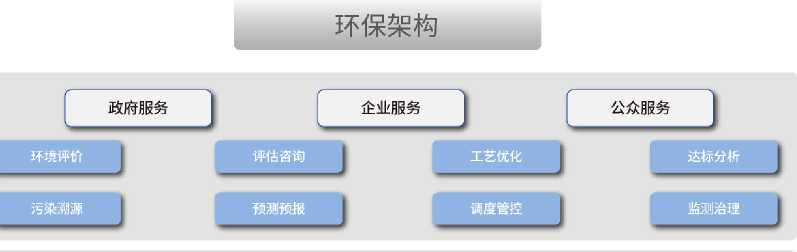 环保架构
政府服务 企业服务 公众服务
环境评价 评估咨询 工艺优化 达标分析
污染溯源 预测预报 调度管控 监测治理